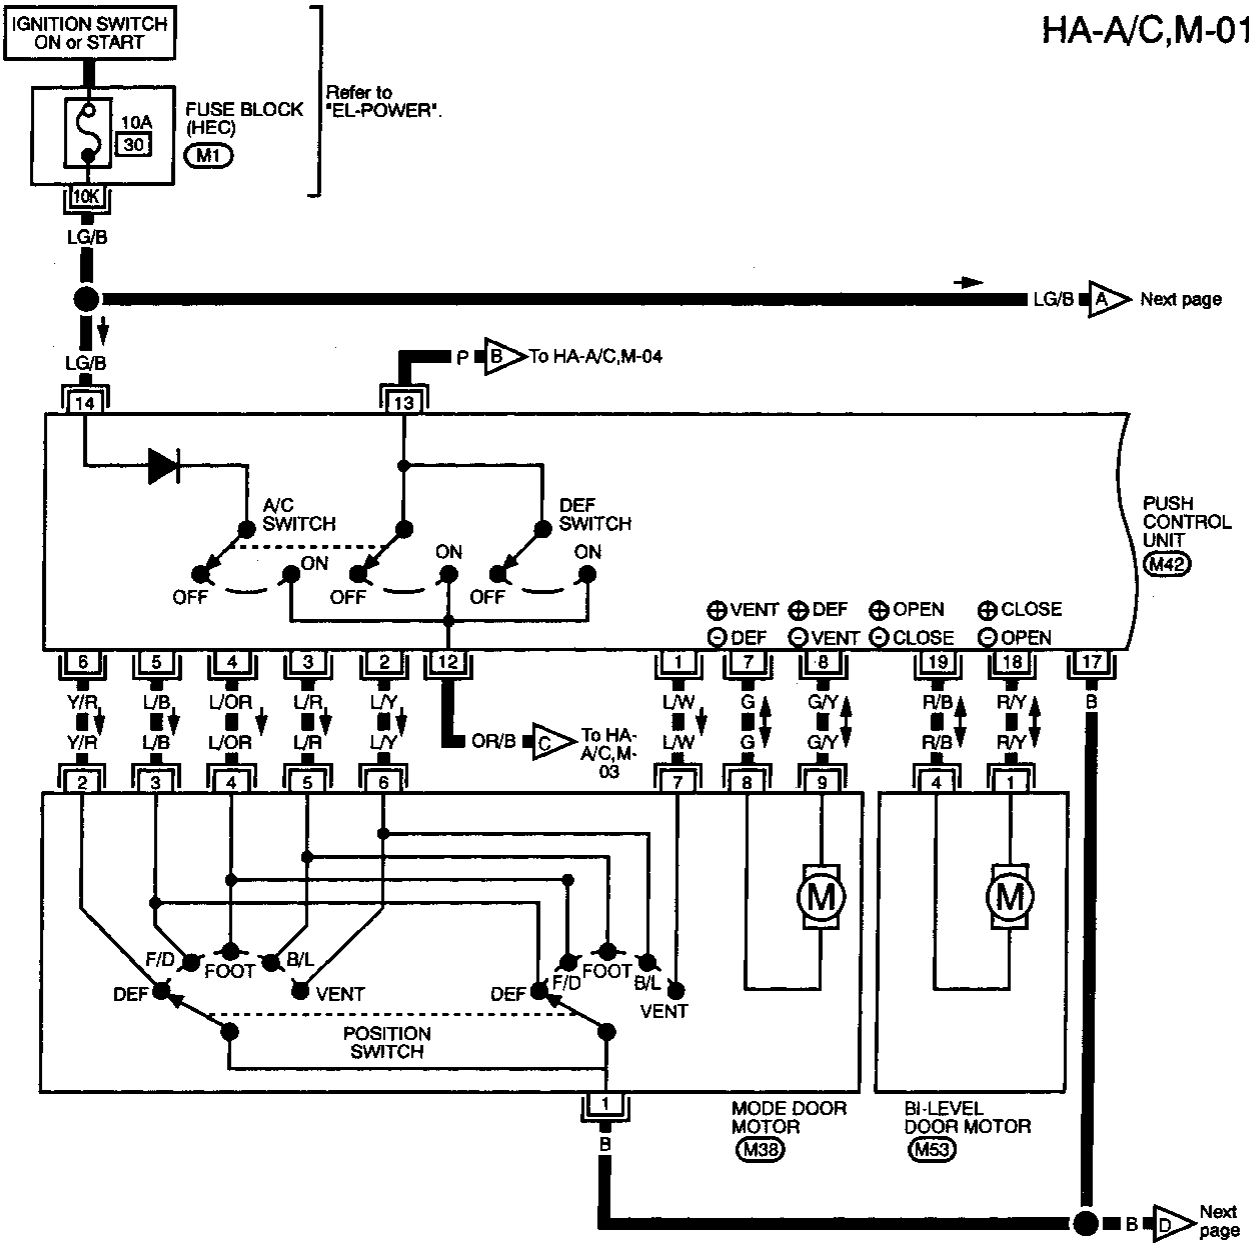 HA-A/C,M-01
IGNITION SWITCH
ON or START
Refer to
"EL-POWER".
FUSE BLOCK
(HEC)
M1
10A
30
10K
LG/B
LG/B A Next page
LG/B
P B To HA-A/C,M-04
14 13
A/C
SWITCH
DEF
SWITCH
PUSH
CONTROL
UNIT
M42
ON ON ON
OFF OFF OFF
⊕ VENT ⊕ DEF ⊕ OPEN ⊕ CLOSE
⊖ DEF ⊖ VENT ⊖ CLOSE ⊖ OPEN
6 5 4 3 2 12 1 7 8 19 18 17
Y/R L/B L/OR L/R L/Y L/W G G/Y R/B R/Y B
OR/B C To HA-
A/C,M-
03
Y/R L/B L/OR L/R L/Y L/W G G/Y R/B R/Y
2 3 4 5 6 7 8 9 4 1
M M
F/D FOOT B/L F/D FOOT B/L
DEF VENT DEF VENT
POSITION
SWITCH
1
B
MODE DOOR
MOTOR
M38
BI-LEVEL
DOOR MOTOR
M53
B D Next
page